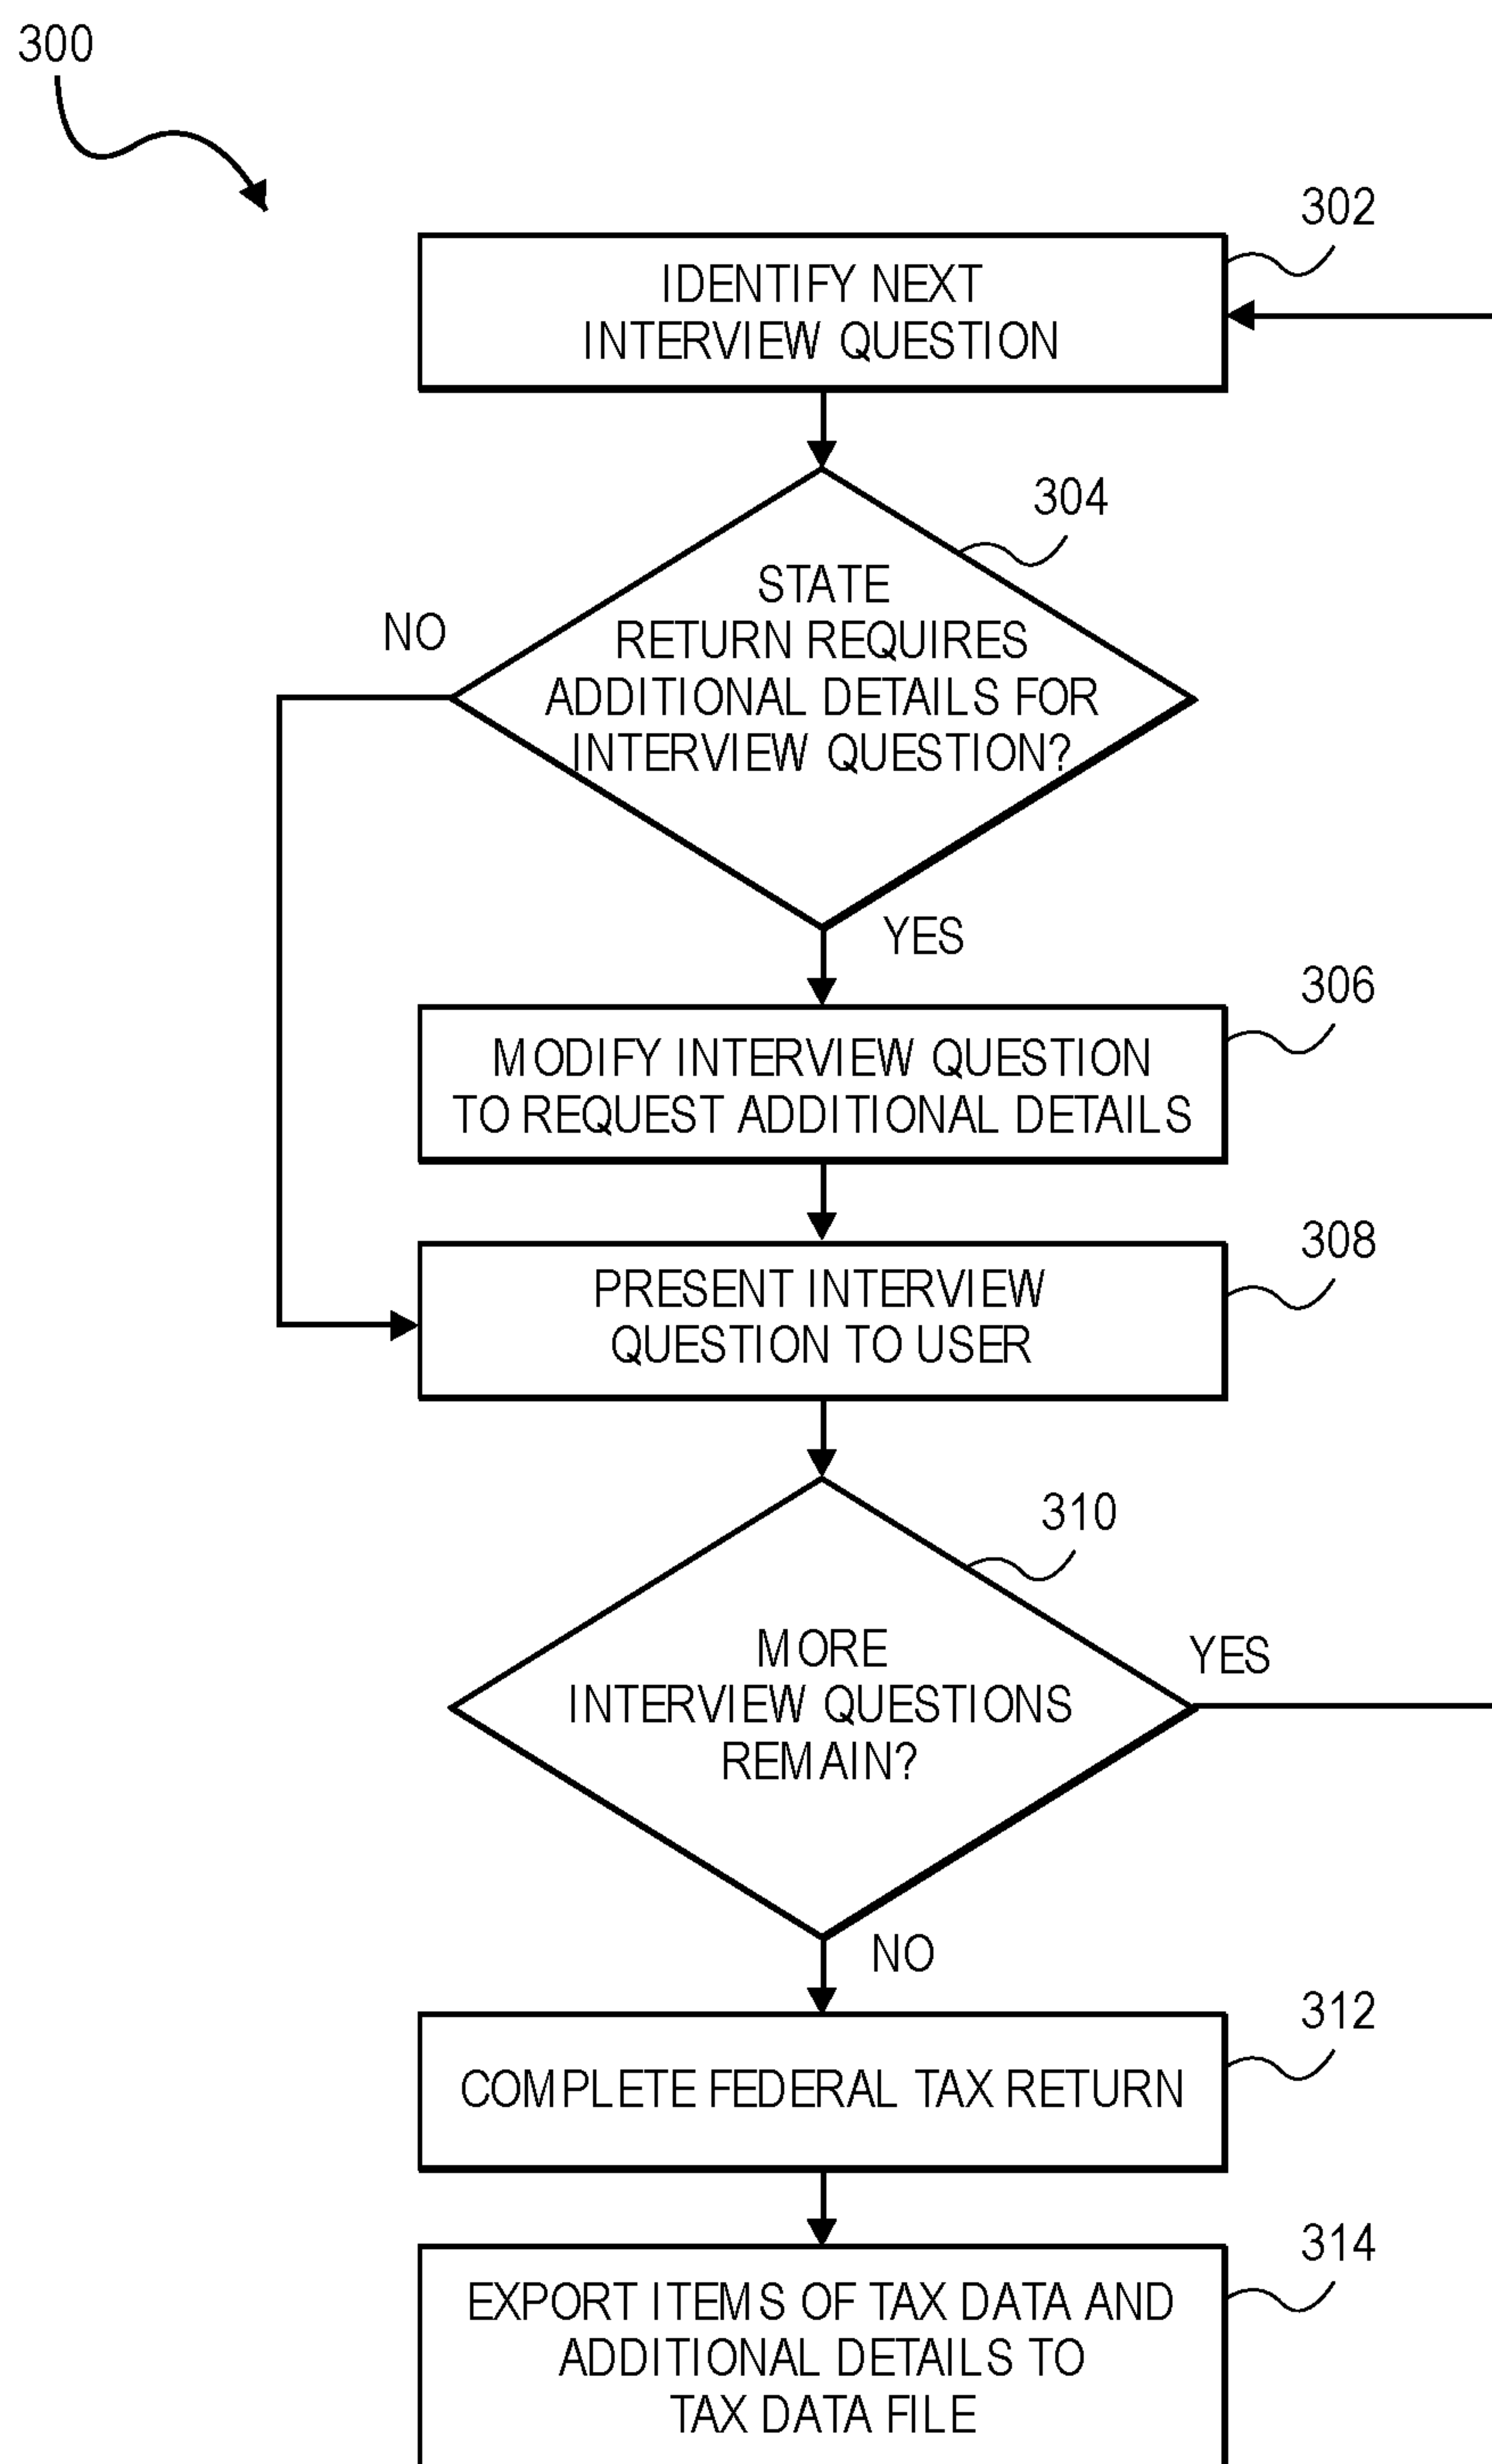 300
302
IDENTIFY NEXT
INTERVIEW QUESTION
304
STATE
RETURN REQUIRES
ADDITIONAL DETAILS FOR
INTERVIEW QUESTION?
NO
YES
306
MODIFY INTERVIEW QUESTION
TO REQUEST ADDITIONAL DETAILS
308
PRESENT INTERVIEW
QUESTION TO USER
310
MORE
INTERVIEW QUESTIONS
REMAIN?
YES
NO
312
COMPLETE FEDERAL TAX RETURN
314
EXPORT ITEMS OF TAX DATA AND
ADDITIONAL DETAILS TO
TAX DATA FILE